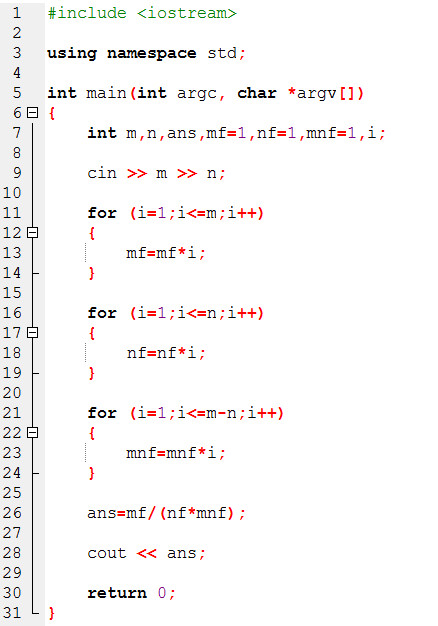 1 #include <iostream>
2
3 using namespace std;
4
5 int main(int argc, char *argv[])
6 {
7 int m,n,ans,mf=1,nf=1,mnf=1,i;
8
9 cin >> m >> n;
10
11 for (i=1;i<=m;i++)
12 {
13 mf=mf*i;
14 }
15
16 for (i=1;i<=n;i++)
17 {
18 nf=nf*i;
19 }
20
21 for (i=1;i<=m-n;i++)
22 {
23 mnf=mnf*i;
24 }
25
26 ans=mf/(nf*mnf);
27
28 cout << ans;
29
30 return 0;
31 }